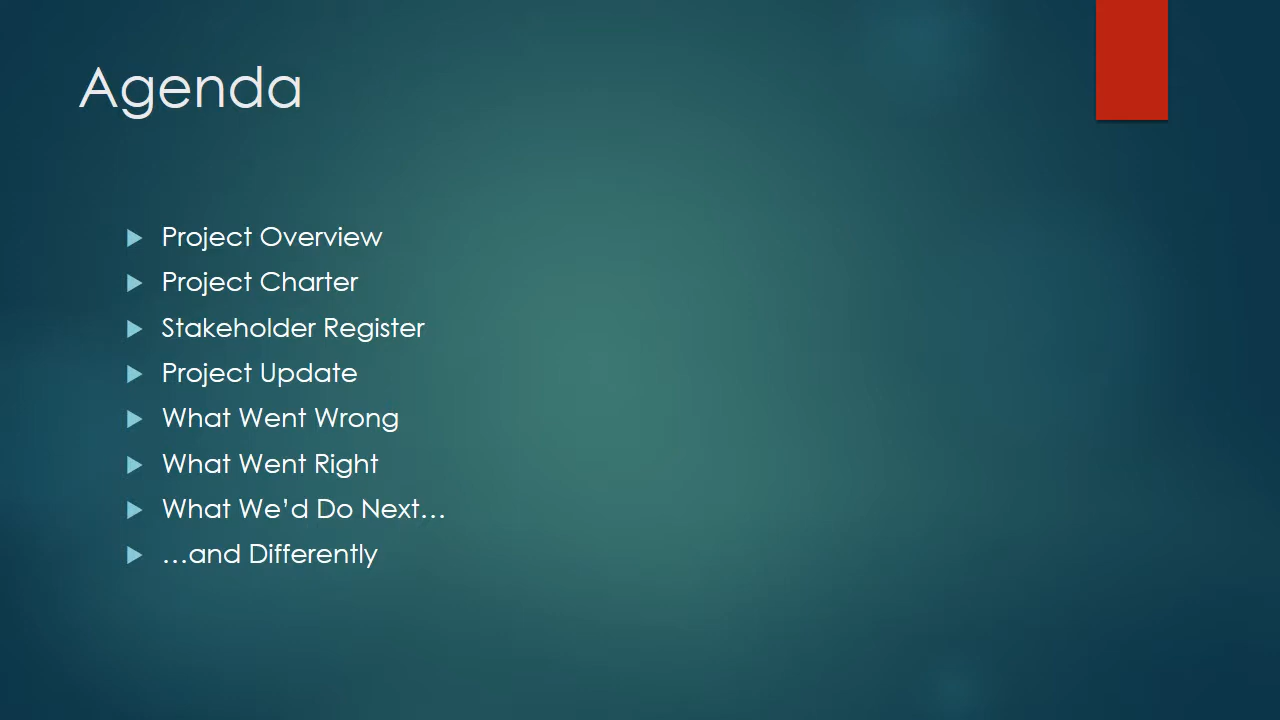 Agenda
Project Overview
Project Charter
Stakeholder Register
Project Update
What Went Wrong
What Went Right
What We’d Do Next…
…and Differently